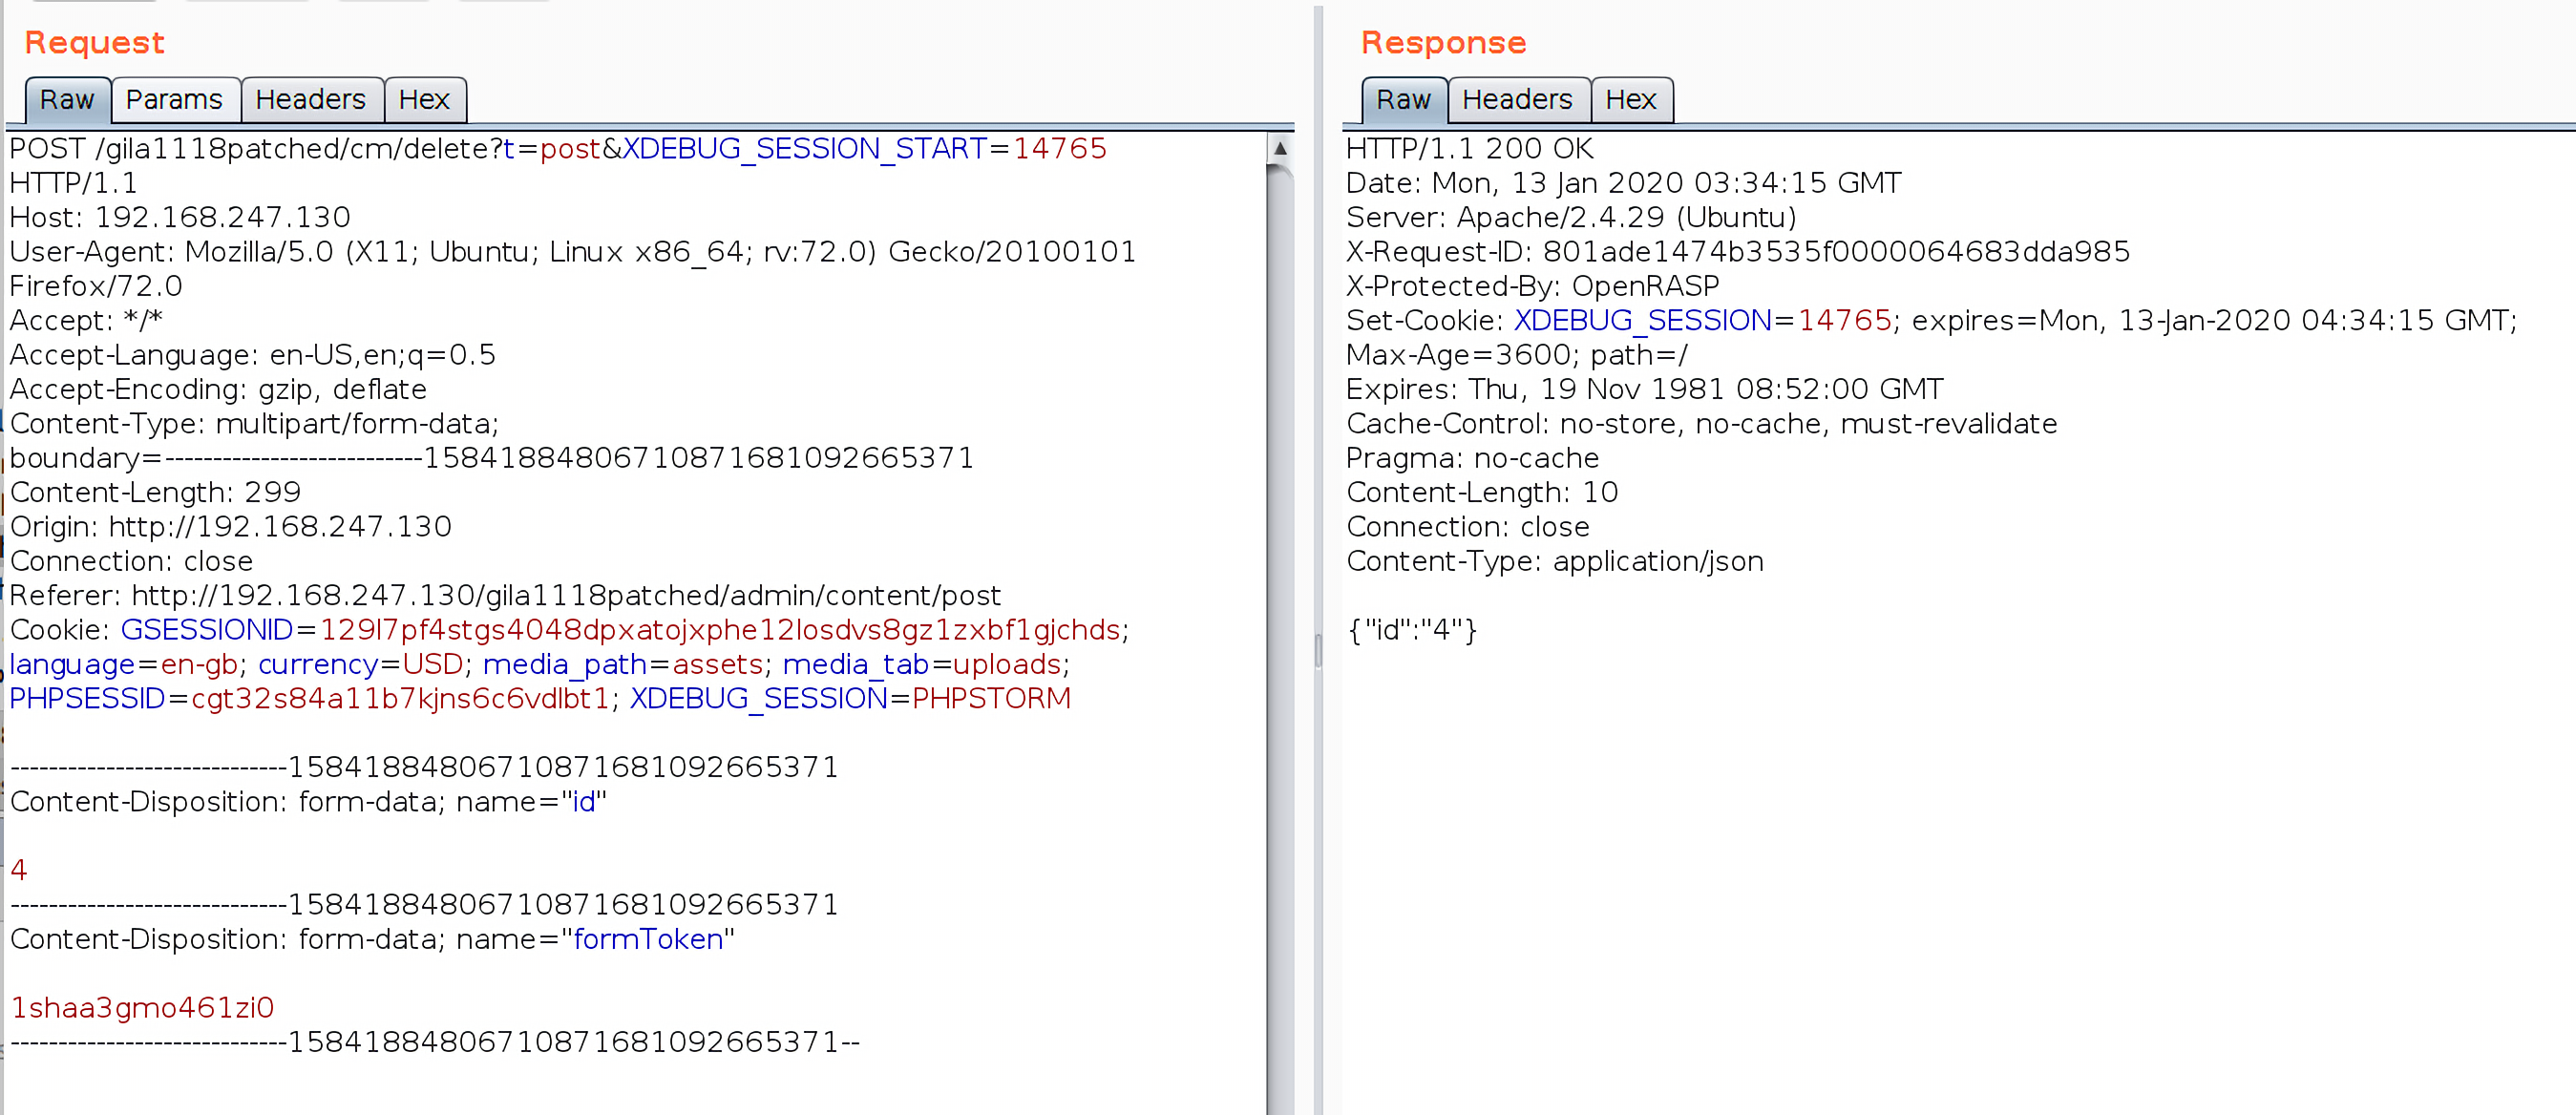 Request
Raw Params Headers Hex
POST /gila1118patched/cm/delete?t=post&XDEBUG_SESSION_START=14765
HTTP/1.1
Host: 192.168.247.130
User-Agent: Mozilla/5.0 (X11; Ubuntu; Linux x86_64; rv:72.0) Gecko/20100101
Firefox/72.0
Accept: */*
Accept-Language: en-US,en;q=0.5
Accept-Encoding: gzip, deflate
Content-Type: multipart/form-data;
boundary=---------------------------15841884806710871681092665371
Content-Length: 299
Origin: http://192.168.247.130
Connection: close
Referer: http://192.168.247.130/gila1118patched/admin/content/post
Cookie: GSESSIONID=129l7pf4stgs4048dpxatojxphe12losdvs8gz1zxbf1gjchds;
language=en-gb; currency=USD; media_path=assets; media_tab=uploads;
PHPSESSID=cgt32s84a11b7kjns6c6vdlbt1; XDEBUG_SESSION=PHPSTORM
-----------------------------15841884806710871681092665371
Content-Disposition: form-data; name="id"
4
-----------------------------15841884806710871681092665371
Content-Disposition: form-data; name="formToken"
1shaa3gmo461zi0
-----------------------------15841884806710871681092665371--
Response
Raw Headers Hex
HTTP/1.1 200 OK
Date: Mon, 13 Jan 2020 03:34:15 GMT
Server: Apache/2.4.29 (Ubuntu)
X-Request-ID: 801ade1474b3535f0000064683dda985
X-Protected-By: OpenRASP
Set-Cookie: XDEBUG_SESSION=14765; expires=Mon, 13-Jan-2020 04:34:15 GMT;
Max-Age=3600; path=/
Expires: Thu, 19 Nov 1981 08:52:00 GMT
Cache-Control: no-store, no-cache, must-revalidate
Pragma: no-cache
Content-Length: 10
Connection: close
Content-Type: application/json
{"id":"4"}